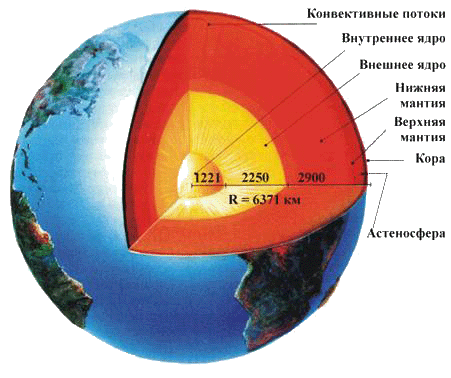 Конвективные потоки
Внутреннее ядро
Внешнее ядро
Нижняя
мантия
Верхняя
мантия
Кора
1221 2250 2900
R = 6371 км
Астеносфера